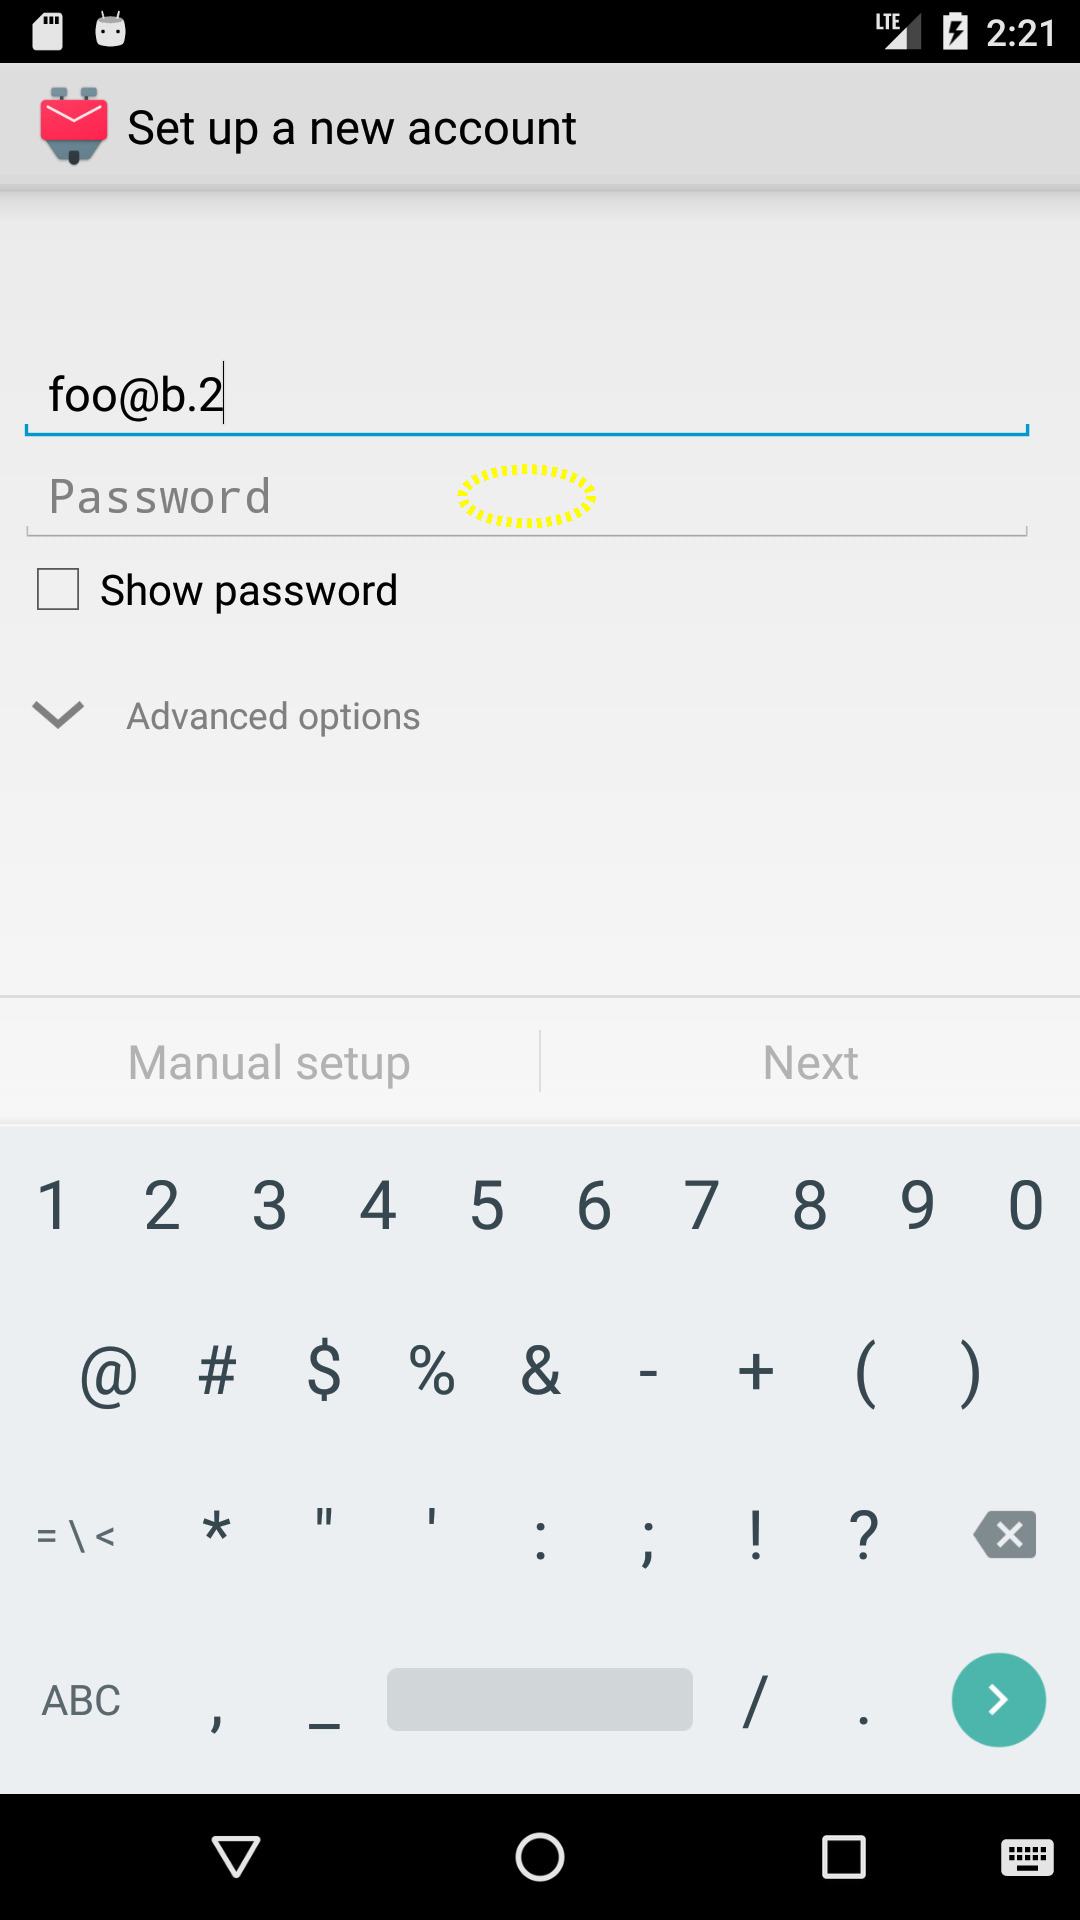 LTE 2:21
Set up a new account
foo@b.2
Password
Show password
Advanced options
Manual setup Next
1 2 3 4 5 6 7 8 9 0
@ # $ % & - + ( )
= \ < * " ' : ; ! ?
ABC , _ / .